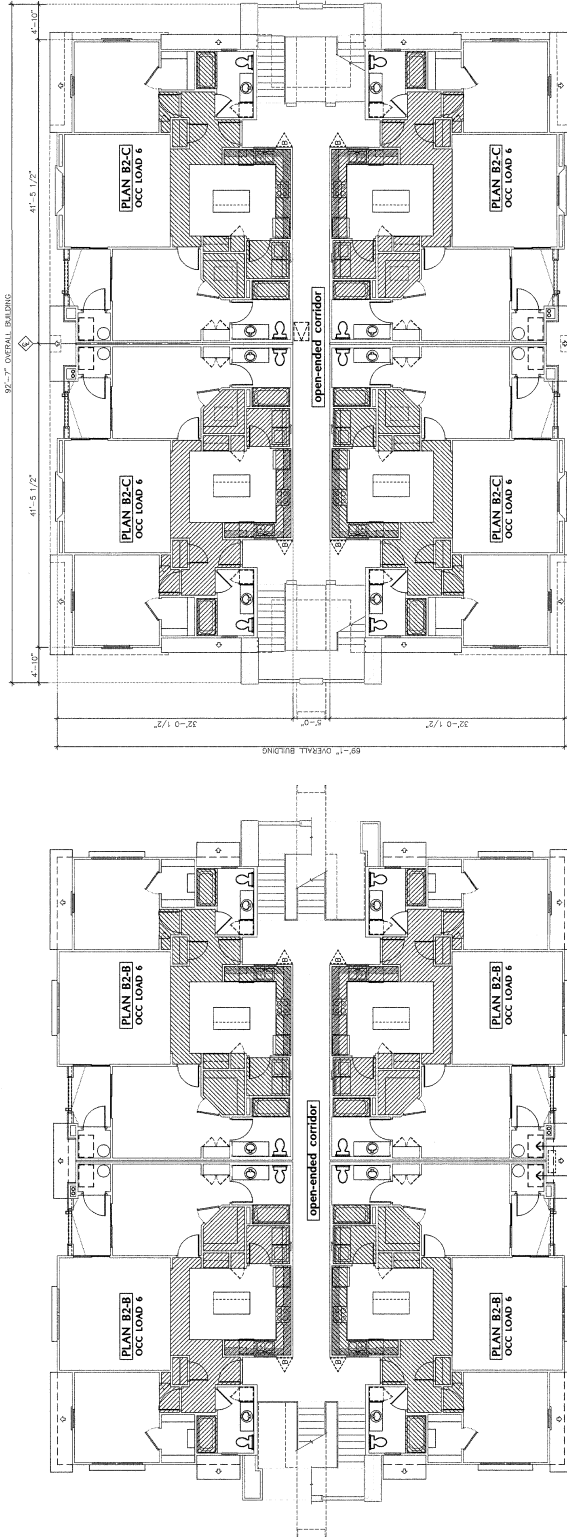 92'-7" OVERALL BUILDING
4'-10"
41'-5 1/2"
41'-5 1/2"
4'-10"
PLAN B2-C
OCC LOAD 6
PLAN B2-C
OCC LOAD 6
open-ended corridor
PLAN B2-C
OCC LOAD 6
PLAN B2-C
OCC LOAD 6
32'-0 1/2"
5'-0"
32'-0 1/2"
69'-1" OVERALL BUILDING
PLAN B2-B
OCC LOAD 6
PLAN B2-B
OCC LOAD 6
open-ended corridor
PLAN B2-B
OCC LOAD 6
PLAN B2-B
OCC LOAD 6